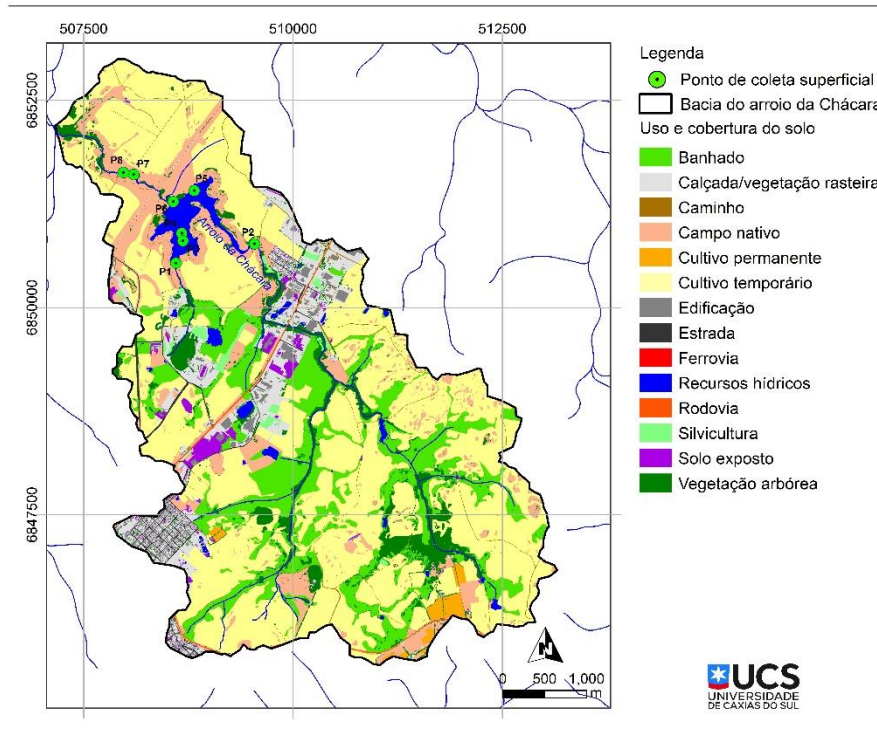 507500 510000 512500
6852500
6850000
6847500
P8 P7
P5
P6
P2
P1
Arroio da Chácara
N
0 500 1,000
m
Legenda
Ponto de coleta superficial
Bacia do arroio da Chácara
Uso e cobertura do solo
Banhado
Calçada/vegetação rasteira
Caminho
Campo nativo
Cultivo permanente
Cultivo temporário
Edificação
Estrada
Ferrovia
Recursos hídricos
Rodovia
Silvicultura
Solo exposto
Vegetação arbórea
UCS
UNIVERSIDADE
DE CAXIAS DO SUL